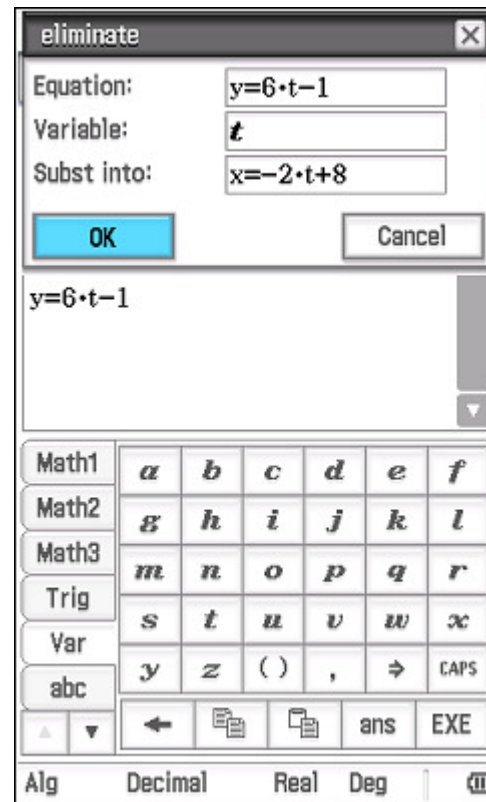 eliminate
Equation: y=6·t−1
Variable: t
Subst into: x=−2·t+8
OK Cancel
y=6·t−1
Math1 a b c d e f
Math2 g h i j k l
Math3 m n o p q r
Trig s t u v w x
Var y z ( ) , ⇒ CAPS
abc
ans EXE
Alg Decimal Real Deg